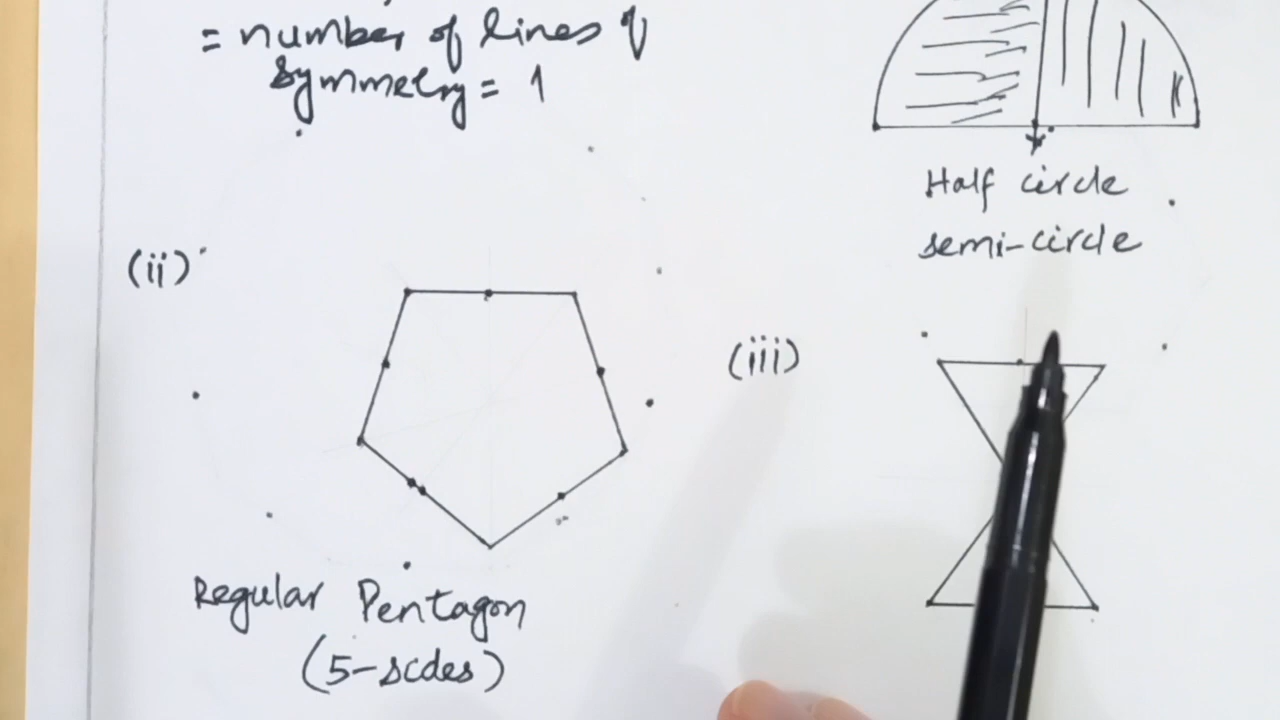 = number of lines of
Symmetry = 1
Half circle
semi-circle
(ii)
(iii)
Regular Pentagon
(5-sides)